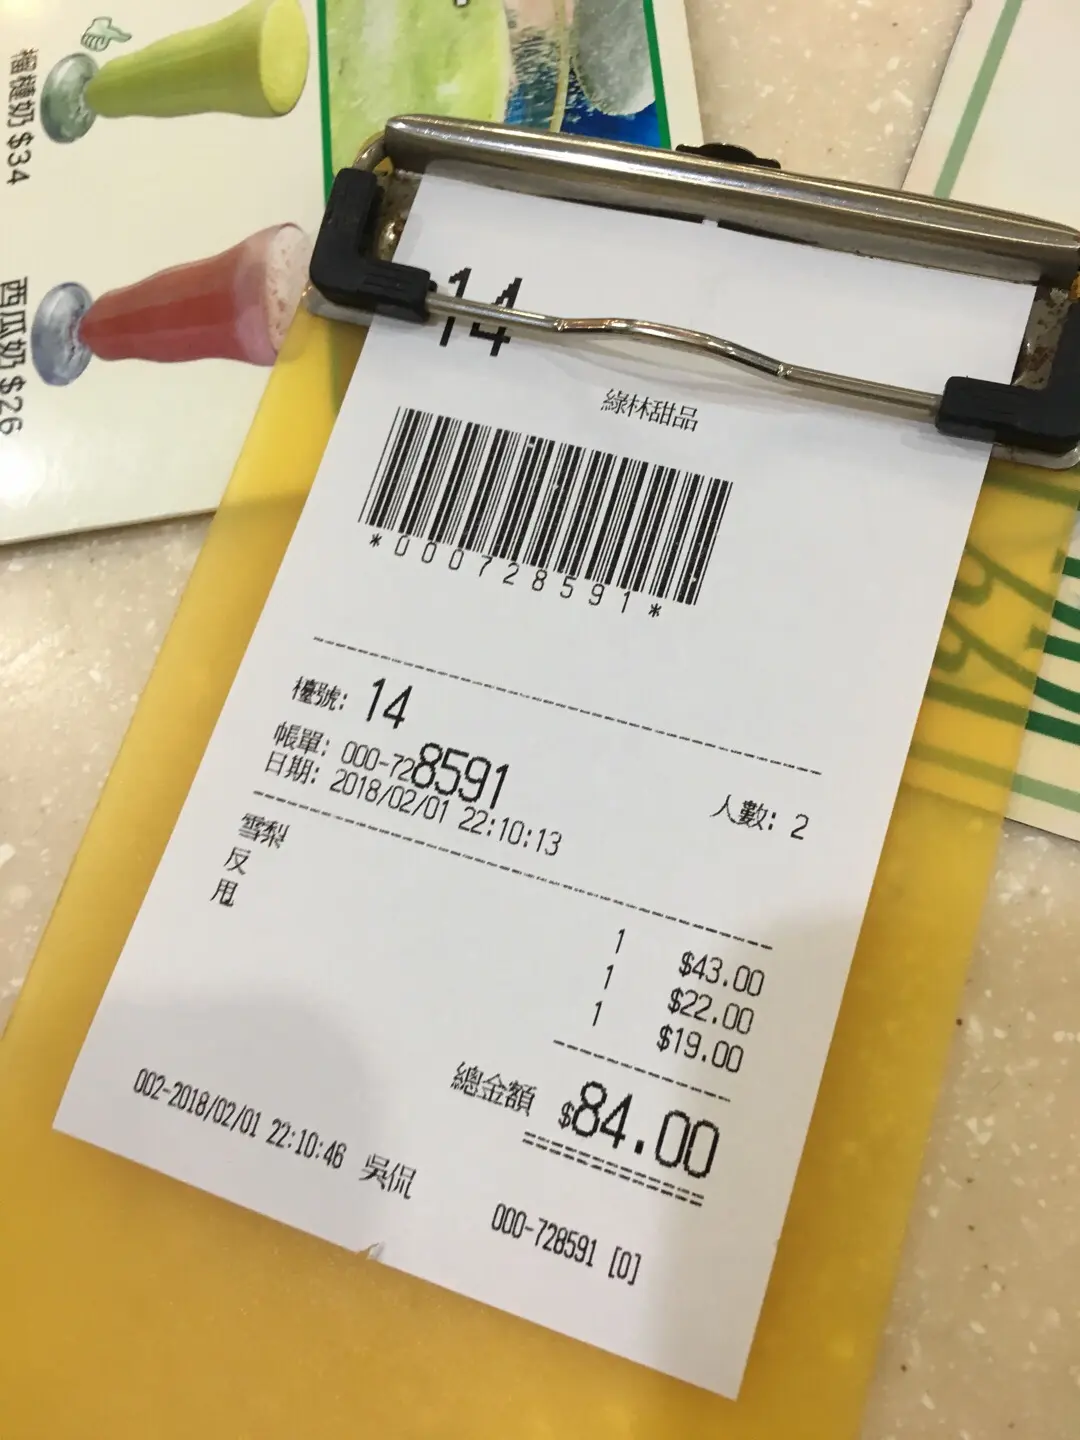 榴槤奶 $34
西瓜奶 $26
14
綠林甜品
*000728591*
檯號: 14
帳單: 000-728591
人數: 2
日期: 2018/02/01 22:10:13
雪梨 1 $43.00
反 1 $22.00
甩 1 $19.00
總金額 $84.00
002-2018/02/01 22:10:46 吳侃
000-728591 [0]